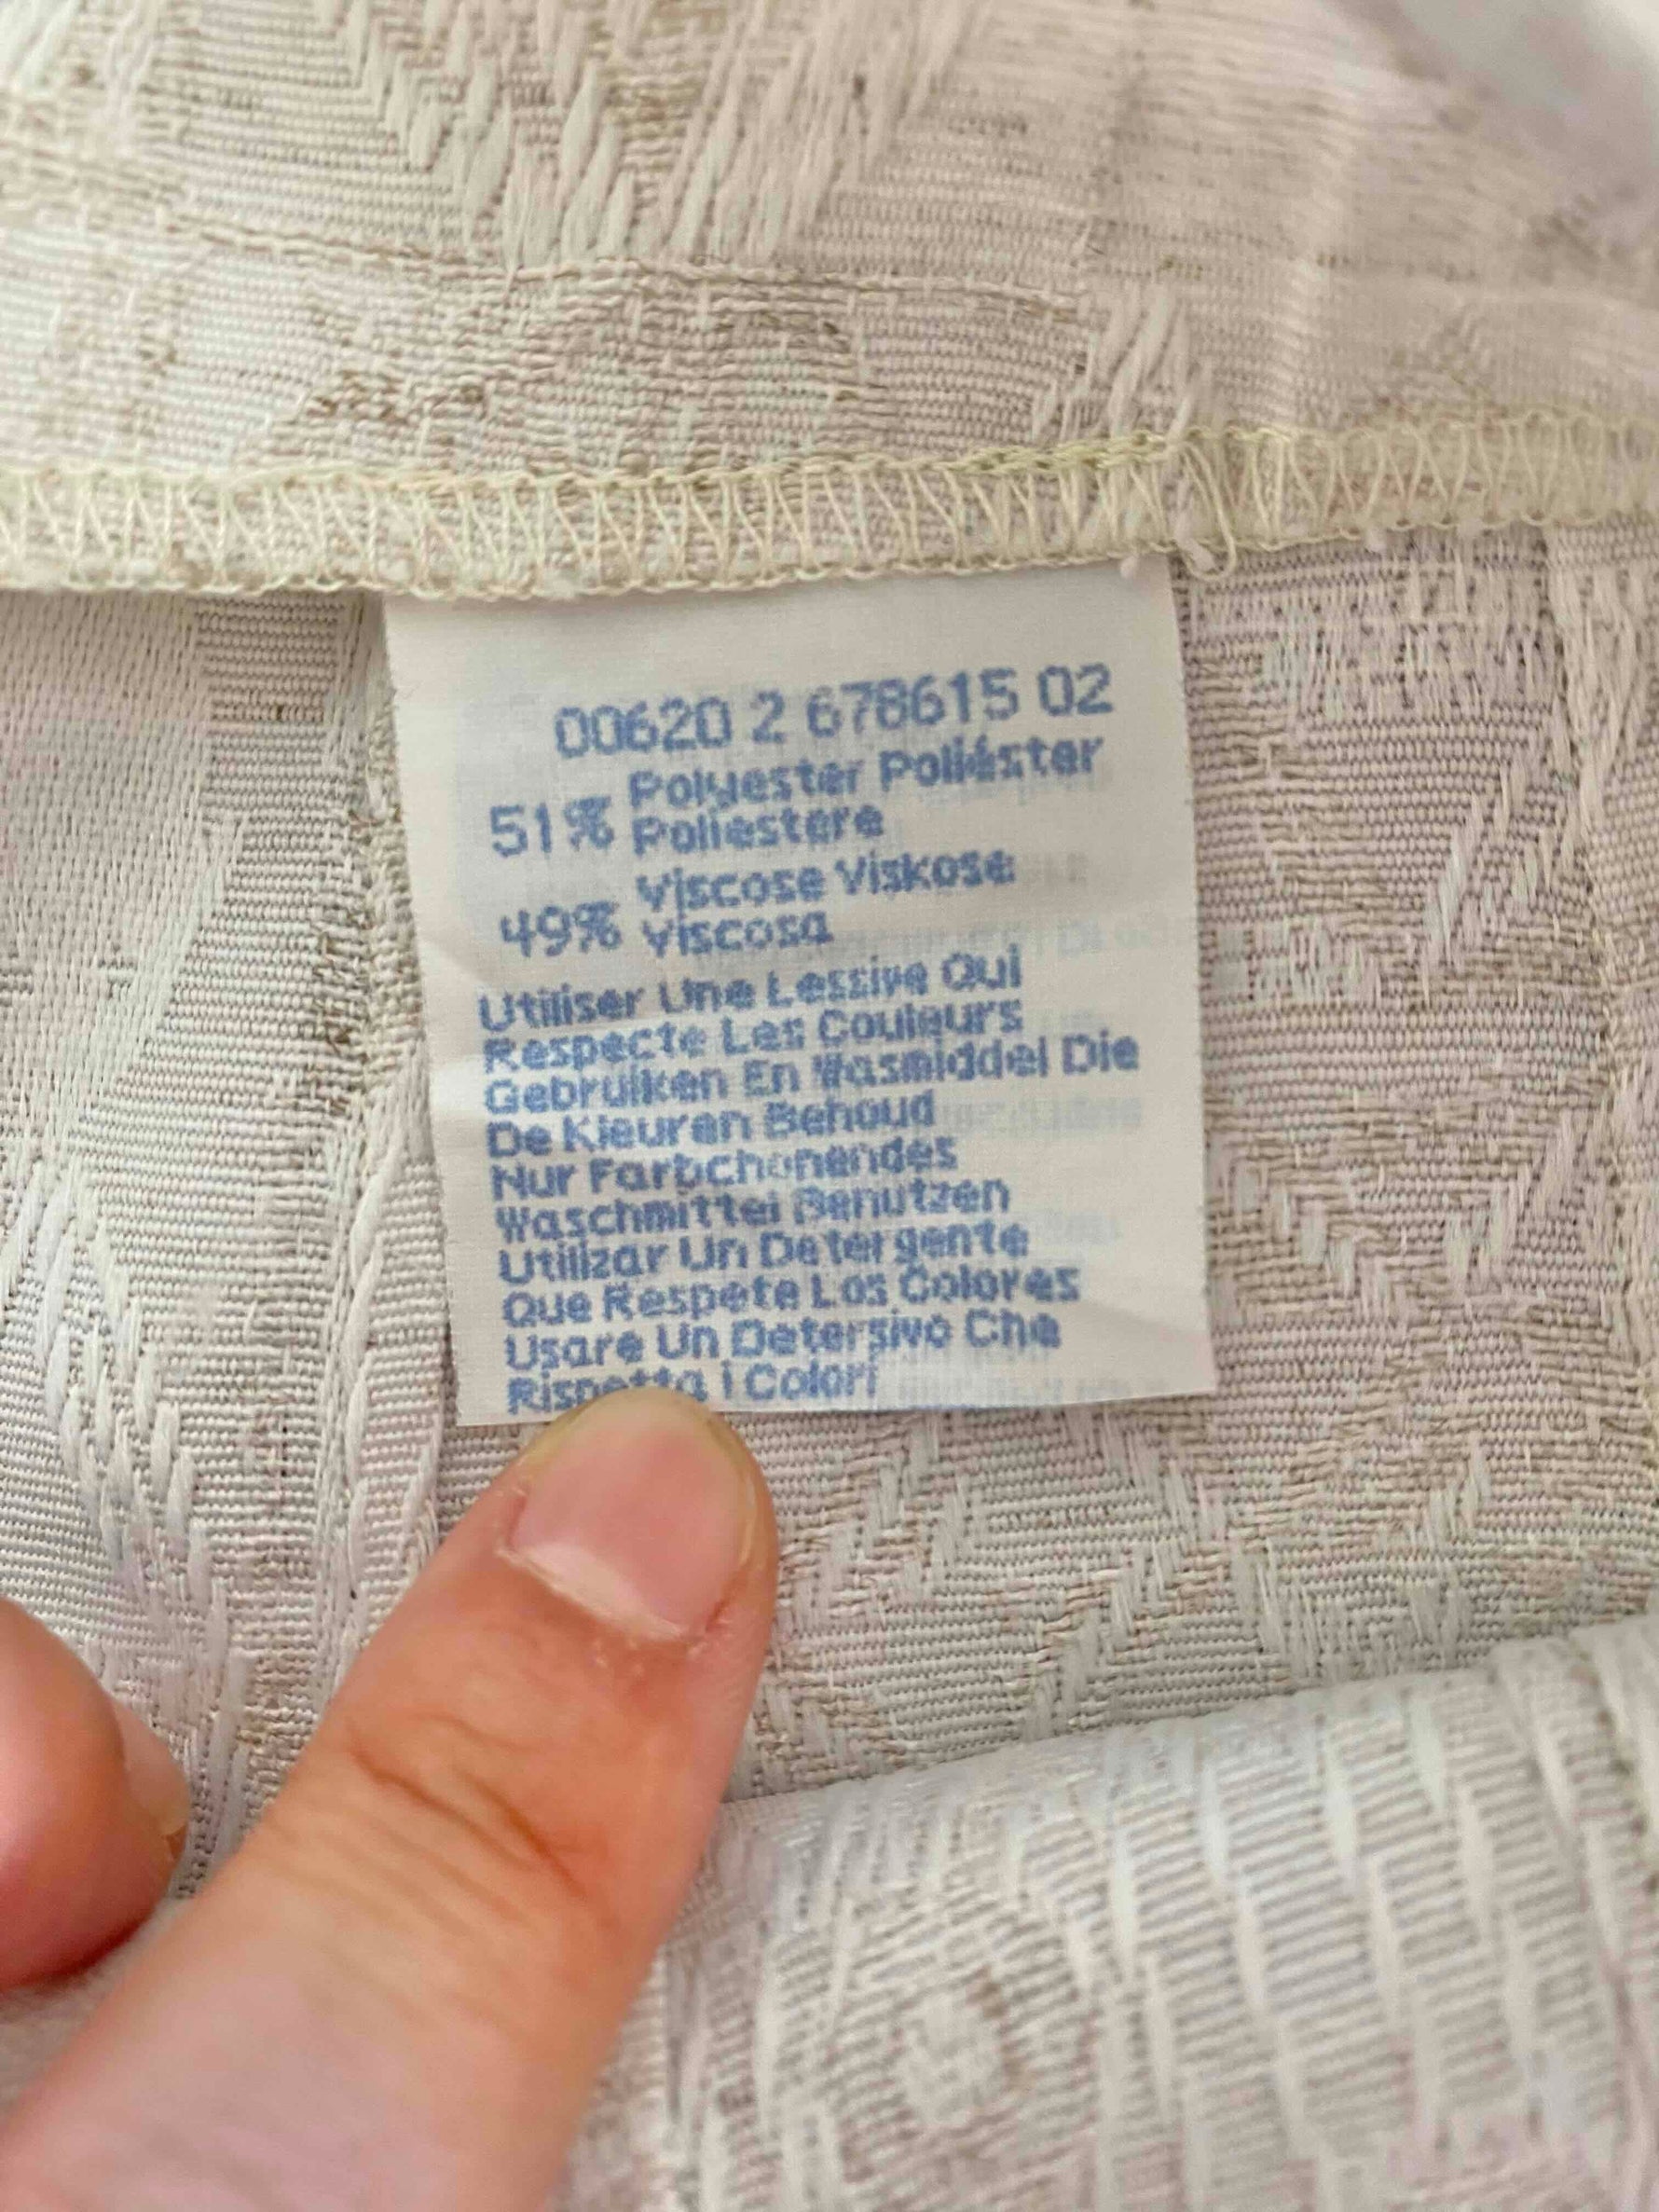 00620 2 678615 02
Polyester Poliéster
51% Poliestere
Viscose Viskose
49% Viscosa
Utiliser Une Lessive Qui
Respecte Les Couleurs
Gebruiken En Wasmiddel Die
De Kleuren Behoud
Nur Farbchonendes
Waschmittel Benutzen
Utilizar Un Detergente
Que Respete Los Colores
Usare Un Detersivo Che
Rispetta I Colori